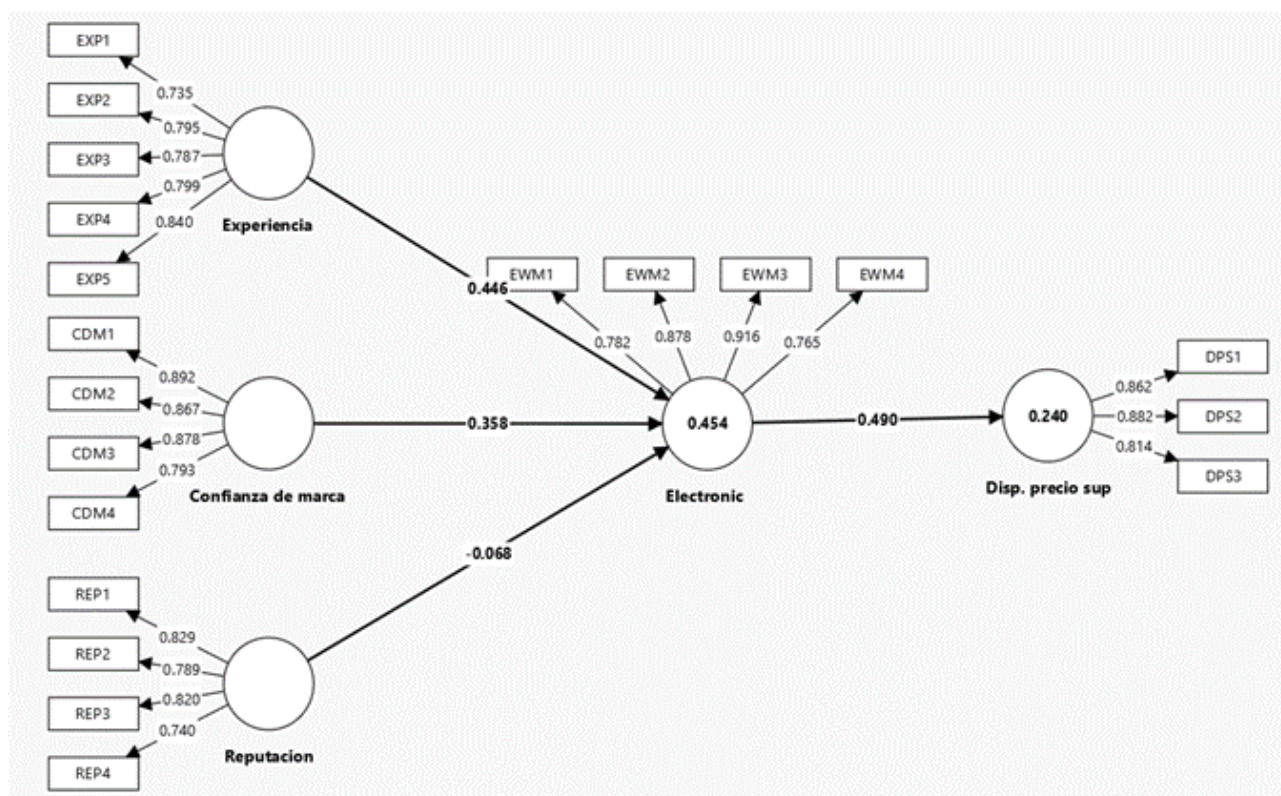 EXP1
0.735
EXP2
0.795
EXP3
0.787
EXP4
0.799
EXP5
0.840
Experiencia
CDM1
0.892
CDM2
0.867
CDM3
0.878
CDM4
0.793
Confianza de marca
REP1
0.829
REP2
0.789
REP3
0.820
REP4
0.740
Reputacion
0.446
0.358
-0.068
EWM1
EWM2
EWM3
EWM4
0.782
0.878
0.916
0.765
0.454
Electronic
0.490
0.240
Disp. precio sup
0.862
DPS1
0.882
DPS2
0.814
DPS3